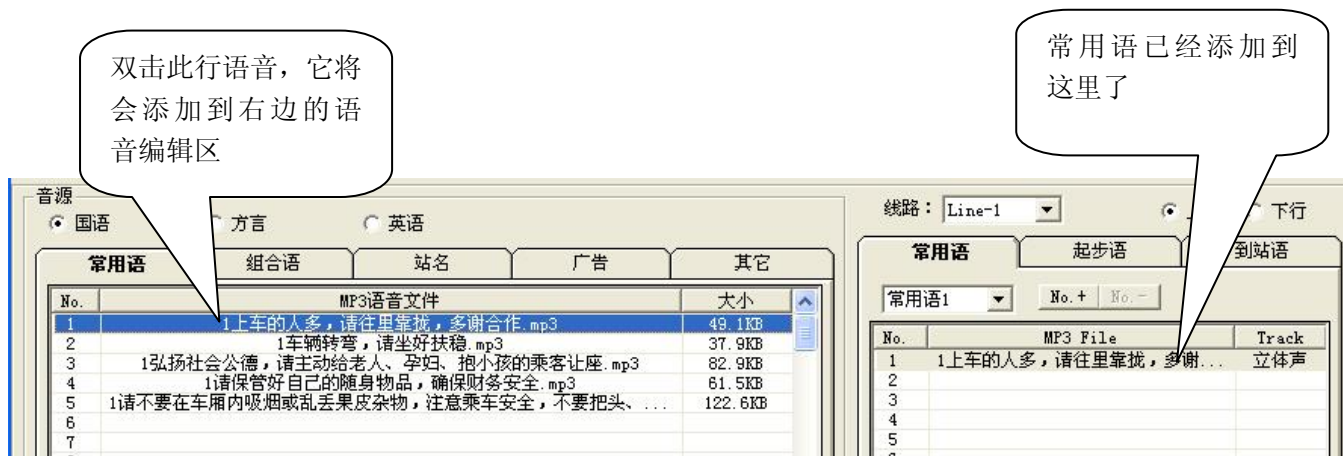 双击此行语音，它将
会添加到右边的语
音编辑区
常用语已经添加到
这里了
音源
国语
方言
英语
线路：
Line-1
下行
常用语
组合语
站名
广告
其它
常用语
起步语
到站语
常用语1
No.+
No.-
No. MP3语音文件 大小
1 1上车的人多，请往里靠拢，多谢合作.mp3 49.1KB
2 1车辆转弯，请坐好扶稳.mp3 37.9KB
3 1弘扬社会公德，请主动给老人、孕妇、抱小孩的乘客让座.mp3 82.9KB
4 1请保管好自己的随身物品，确保财务安全.mp3 61.5KB
5 1请不要在车厢内吸烟或乱丢果皮杂物，注意乘车安全，不要把头、... 122.6KB
6
7
No. MP3 File Track
1 1上车的人多，请往里靠拢，多谢... 立体声
2
3
4
5